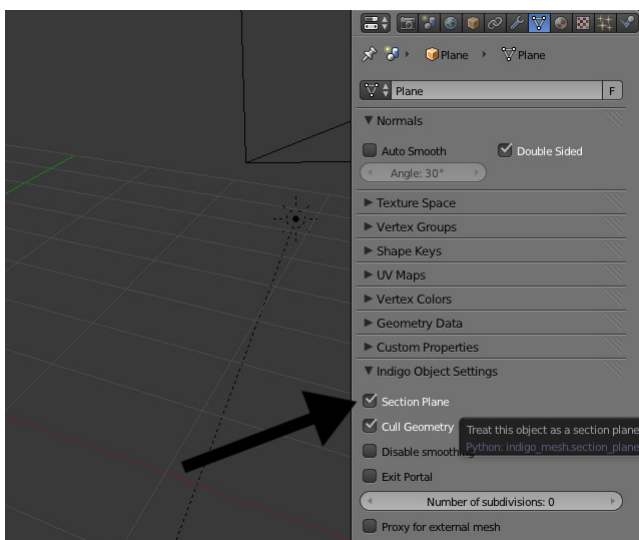 Plane Plane
Plane F
Normals
Auto Smooth Double Sided
Angle: 30°
Texture Space
Vertex Groups
Shape Keys
UV Maps
Vertex Colors
Geometry Data
Custom Properties
Indigo Object Settings
Section Plane
Cull Geometry Treat this object as a section plane
Disable smoothing Python: indigo_mesh.section_plane
Exit Portal
Number of subdivisions: 0
Proxy for external mesh